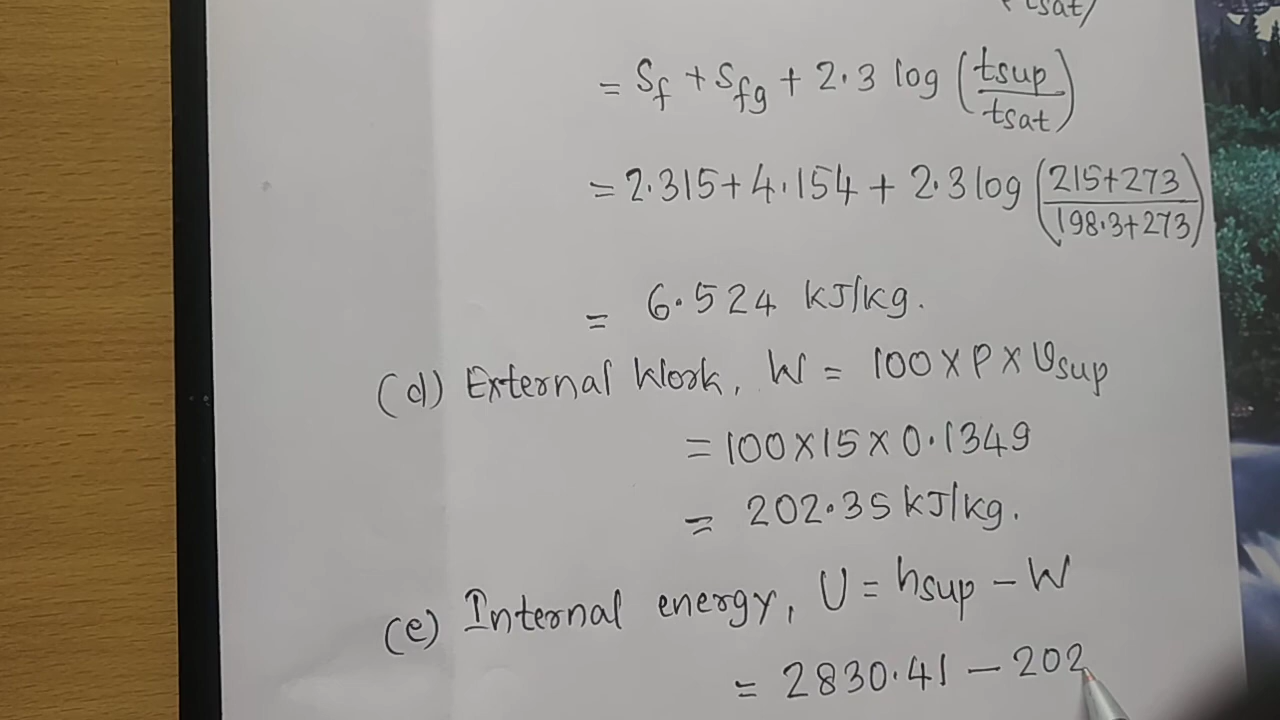 (tsat)
= Sf + Sfg + 2.3 log (tsup/tsat)
= 2.315 + 4.154 + 2.3 log (215+273/198.3+273)
= 6.524 kJ/kg.
(d) External Work, W = 100 × P × Vsup
= 100 × 15 × 0.1349
= 202.35 kJ/kg.
(e) Internal energy, U = hsup − W
= 2830.41 − 202